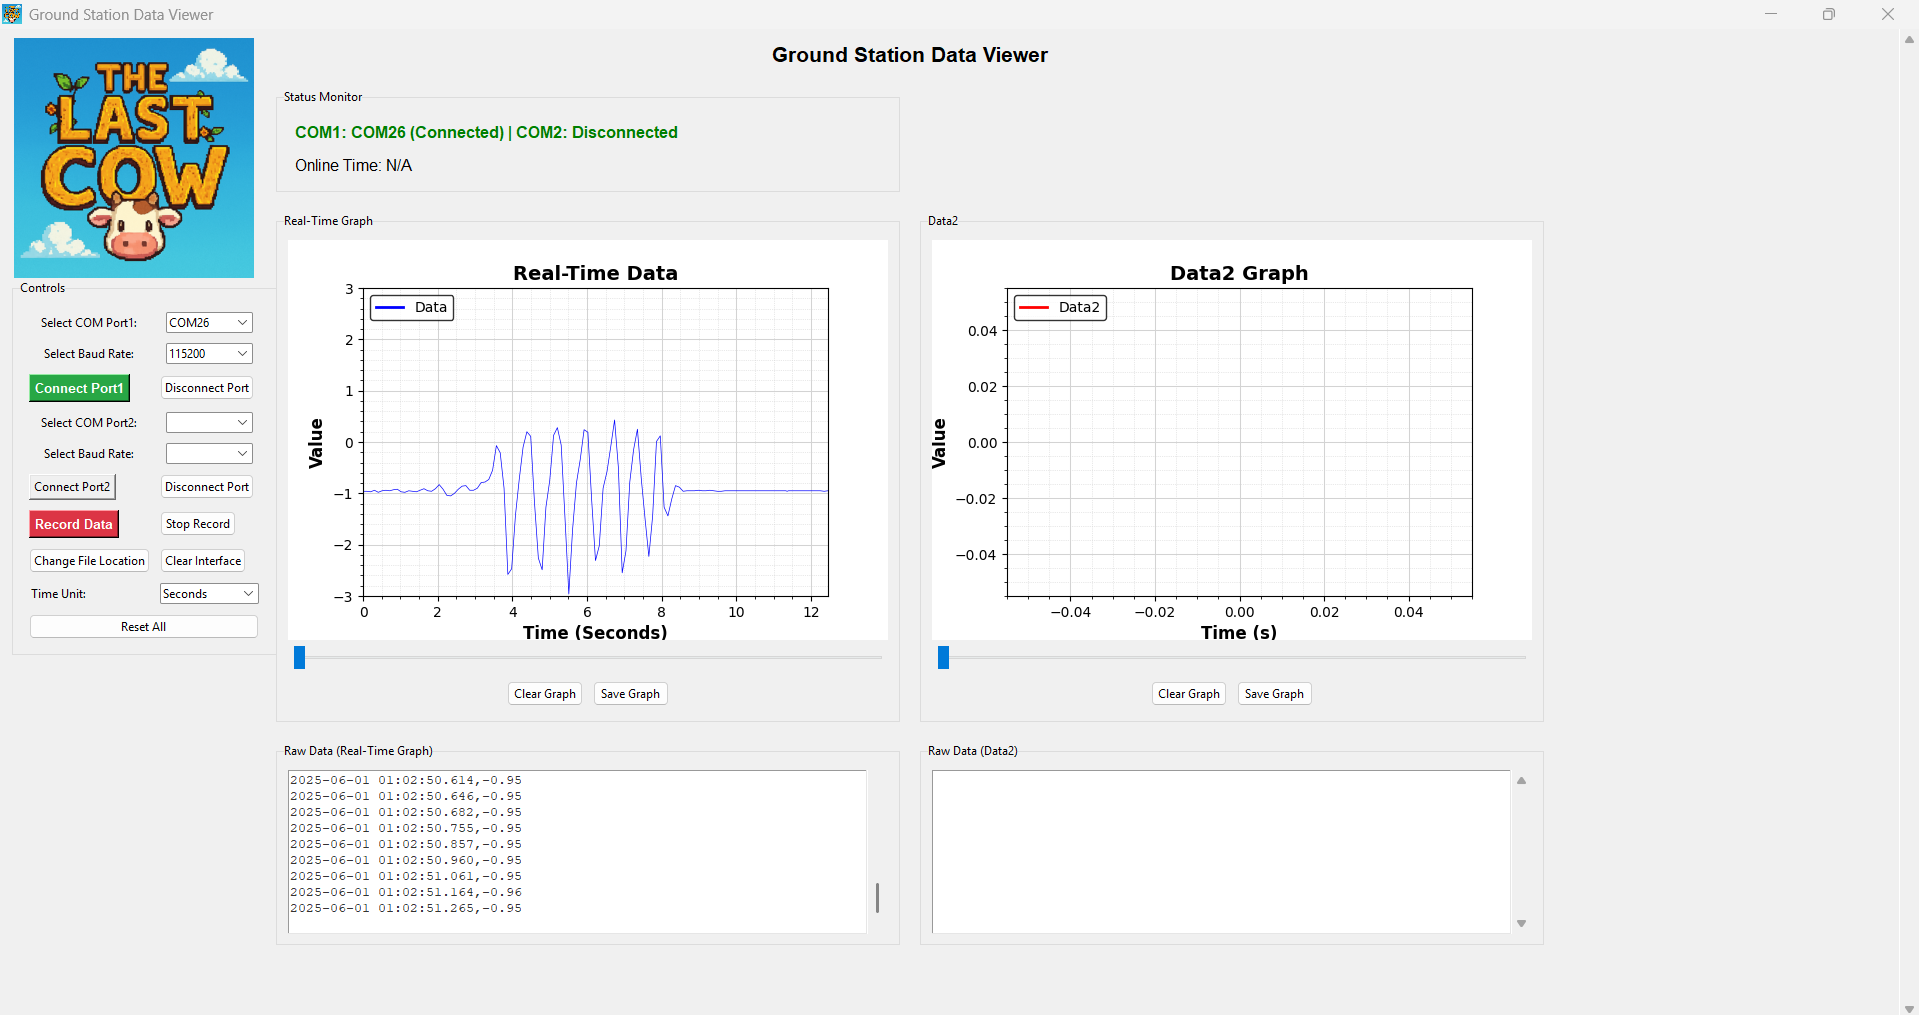 Ground Station Data Viewer
THE
LAST
COW
Ground Station Data Viewer
Status Monitor
COM1: COM26 (Connected) | COM2: Disconnected
Online Time: N/A
Controls
Select COM Port1: COM26
Select Baud Rate: 115200
Connect Port1 Disconnect Port
Select COM Port2:
Select Baud Rate:
Connect Port2 Disconnect Port
Record Data Stop Record
Change File Location Clear Interface
Time Unit: Seconds
Reset All
Real-Time Graph
Real-Time Data
Data
3
2
1
0
−1
−2
−3
Value
0 2 4 6 8 10 12
Time (Seconds)
Clear Graph Save Graph
Data2
Data2 Graph
Data2
0.04
0.02
0.00
−0.02
−0.04
Value
−0.04 −0.02 0.00 0.02 0.04
Time (s)
Clear Graph Save Graph
Raw Data (Real-Time Graph)
2025-06-01 01:02:50.614,-0.95
2025-06-01 01:02:50.646,-0.95
2025-06-01 01:02:50.682,-0.95
2025-06-01 01:02:50.755,-0.95
2025-06-01 01:02:50.857,-0.95
2025-06-01 01:02:50.960,-0.95
2025-06-01 01:02:51.061,-0.95
2025-06-01 01:02:51.164,-0.96
2025-06-01 01:02:51.265,-0.95
Raw Data (Data2)